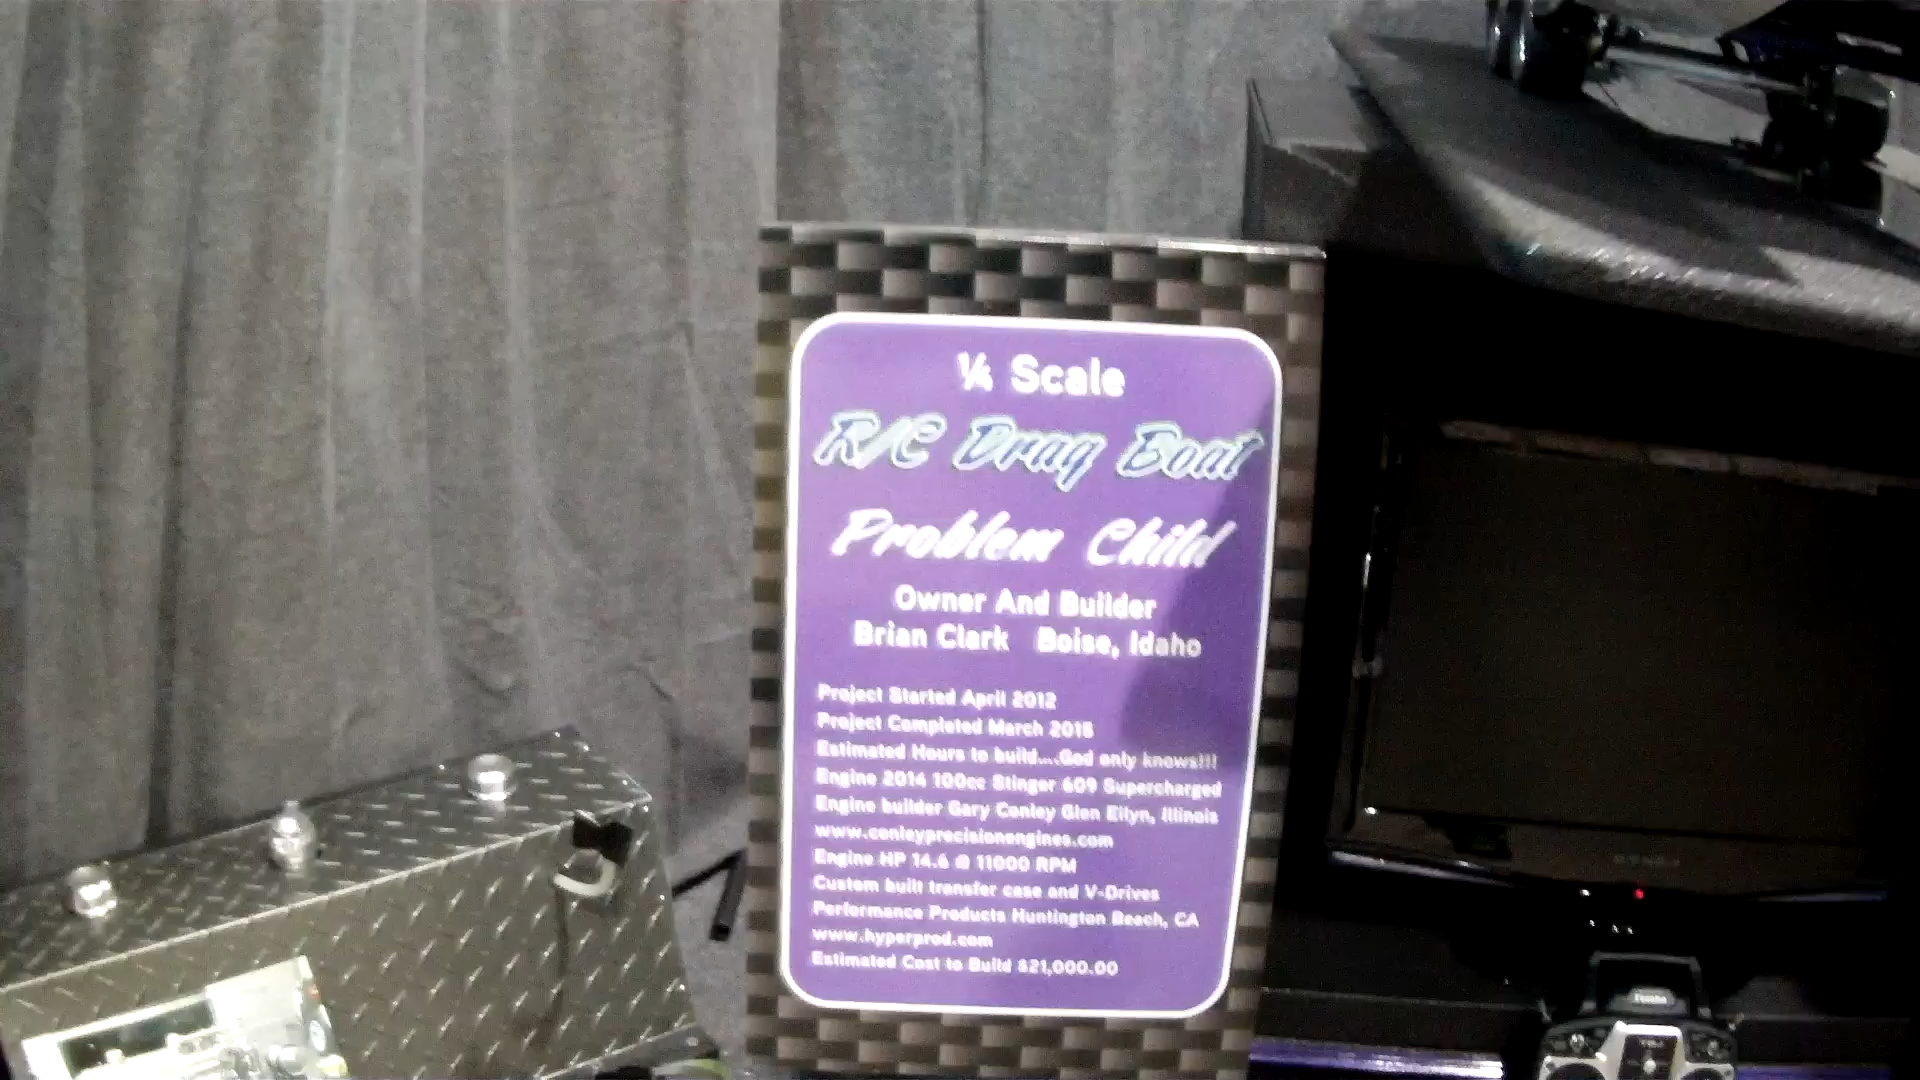 ¼ Scale
R/C Drag Boat
Problem Child
Owner And Builder
Brian Clark Boise, Idaho
Project Started April 2012
Project Completed March 2015
Estimated Hours to build....God only knows!!!
Engine 2014 100cc Stinger 609 Supercharged
Engine builder Gary Conley Glen Ellyn, Illinois
www.conleyprecisionengines.com
Engine HP 14.6 @ 11000 RPM
Custom built transfer case and V-Drives
Performance Products Huntington Beach, CA
www.hyperprod.com
Estimated Cost to Build $21,000.00
Futaba